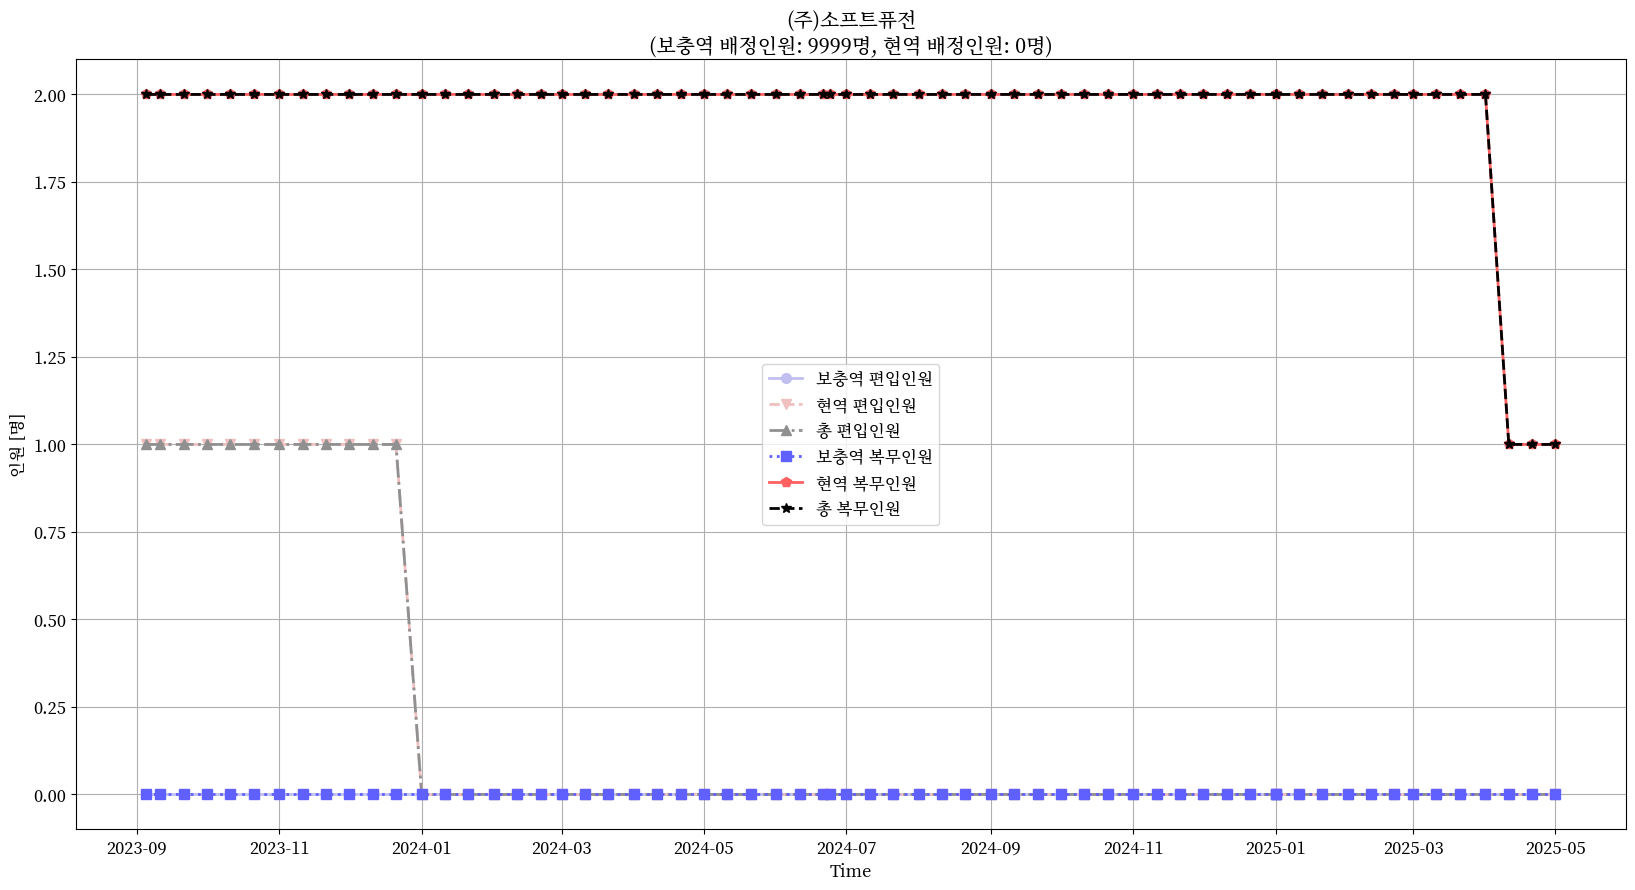 (주)소프트퓨전
(보충역 배정인원: 9999명, 현역 배정인원: 0명)
인원 [명]
2.00
1.75
1.50
1.25
1.00
0.75
0.50
0.25
0.00
보충역 편입인원
현역 편입인원
총 편입인원
보충역 복무인원
현역 복무인원
총 복무인원
2023-09 2023-11 2024-01 2024-03 2024-05 2024-07 2024-09 2024-11 2025-01 2025-03 2025-05
Time